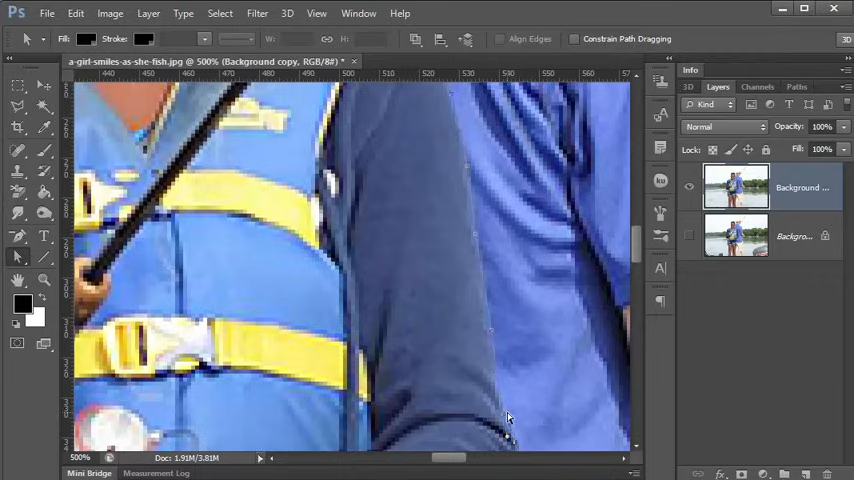 Ps File Edit Image Layer Type Select Filter 3D View Window Help
Fill: Stroke: W: H: Align Edges Constrain Path Dragging 3D
a-girl-smiles-as-she-fish.jpg @ 500% (Background copy, RGB/8#) *
440 450 460 470 480 490 500 510 520 530 540 550 560
Info
3D Layers Channels Paths
Kind
Normal Opacity: 100%
Lock: Fill: 100%
Background ...
Backgro...
500% Doc: 1.91M/3.81M
Mini Bridge Measurement Log